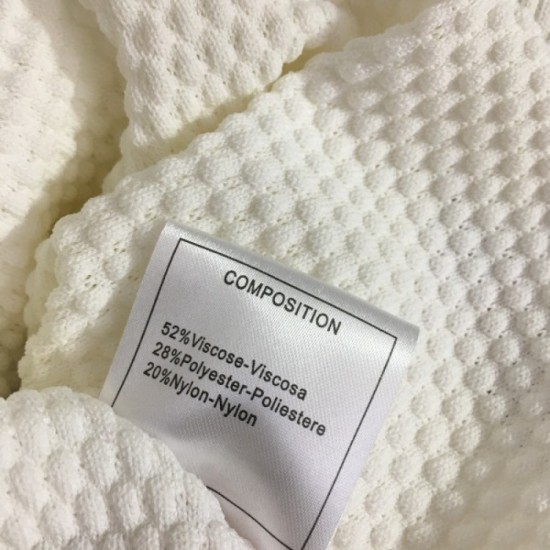 COMPOSITION
52%Viscose-Viscosa
28%Polyester-Poliestere
20%Nylon-Nylon